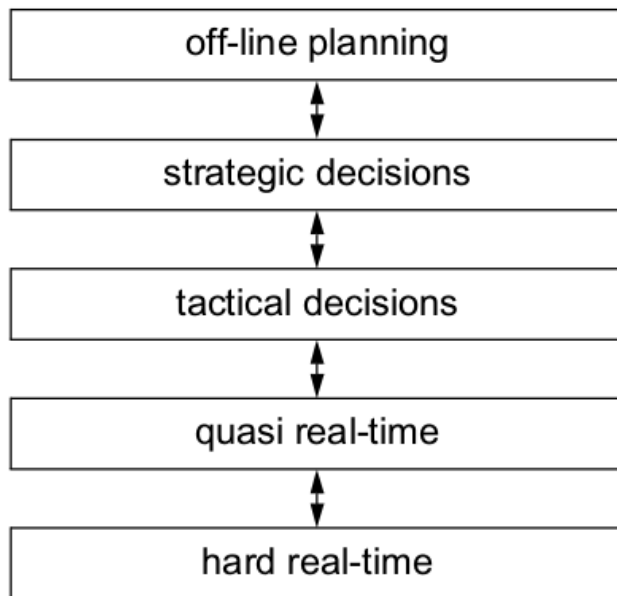 off-line planning
strategic decisions
tactical decisions
quasi real-time
hard real-time